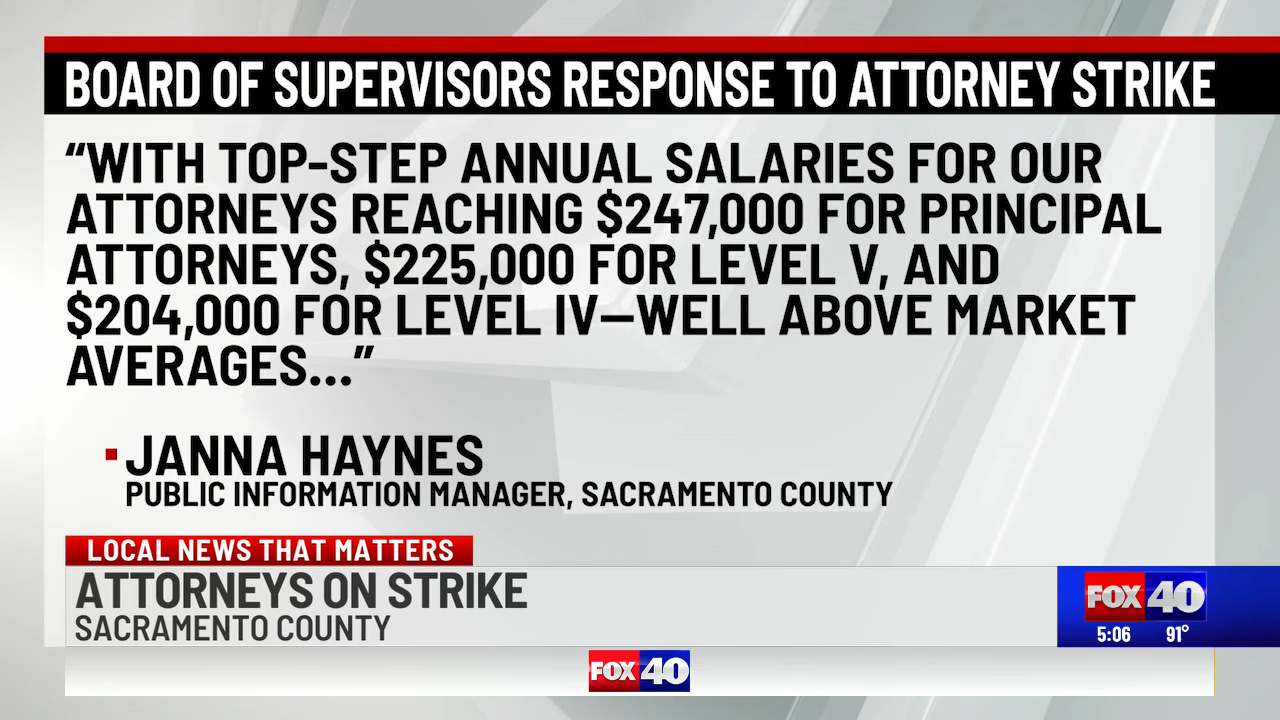 BOARD OF SUPERVISORS RESPONSE TO ATTORNEY STRIKE
“WITH TOP-STEP ANNUAL SALARIES FOR OUR
ATTORNEYS REACHING $247,000 FOR PRINCIPAL
ATTORNEYS, $225,000 FOR LEVEL V, AND
$204,000 FOR LEVEL IV—WELL ABOVE MARKET
AVERAGES...”
JANNA HAYNES
PUBLIC INFORMATION MANAGER, SACRAMENTO COUNTY
LOCAL NEWS THAT MATTERS
ATTORNEYS ON STRIKE
SACRAMENTO COUNTY
FOX 40
5:06 91°
FOX 40